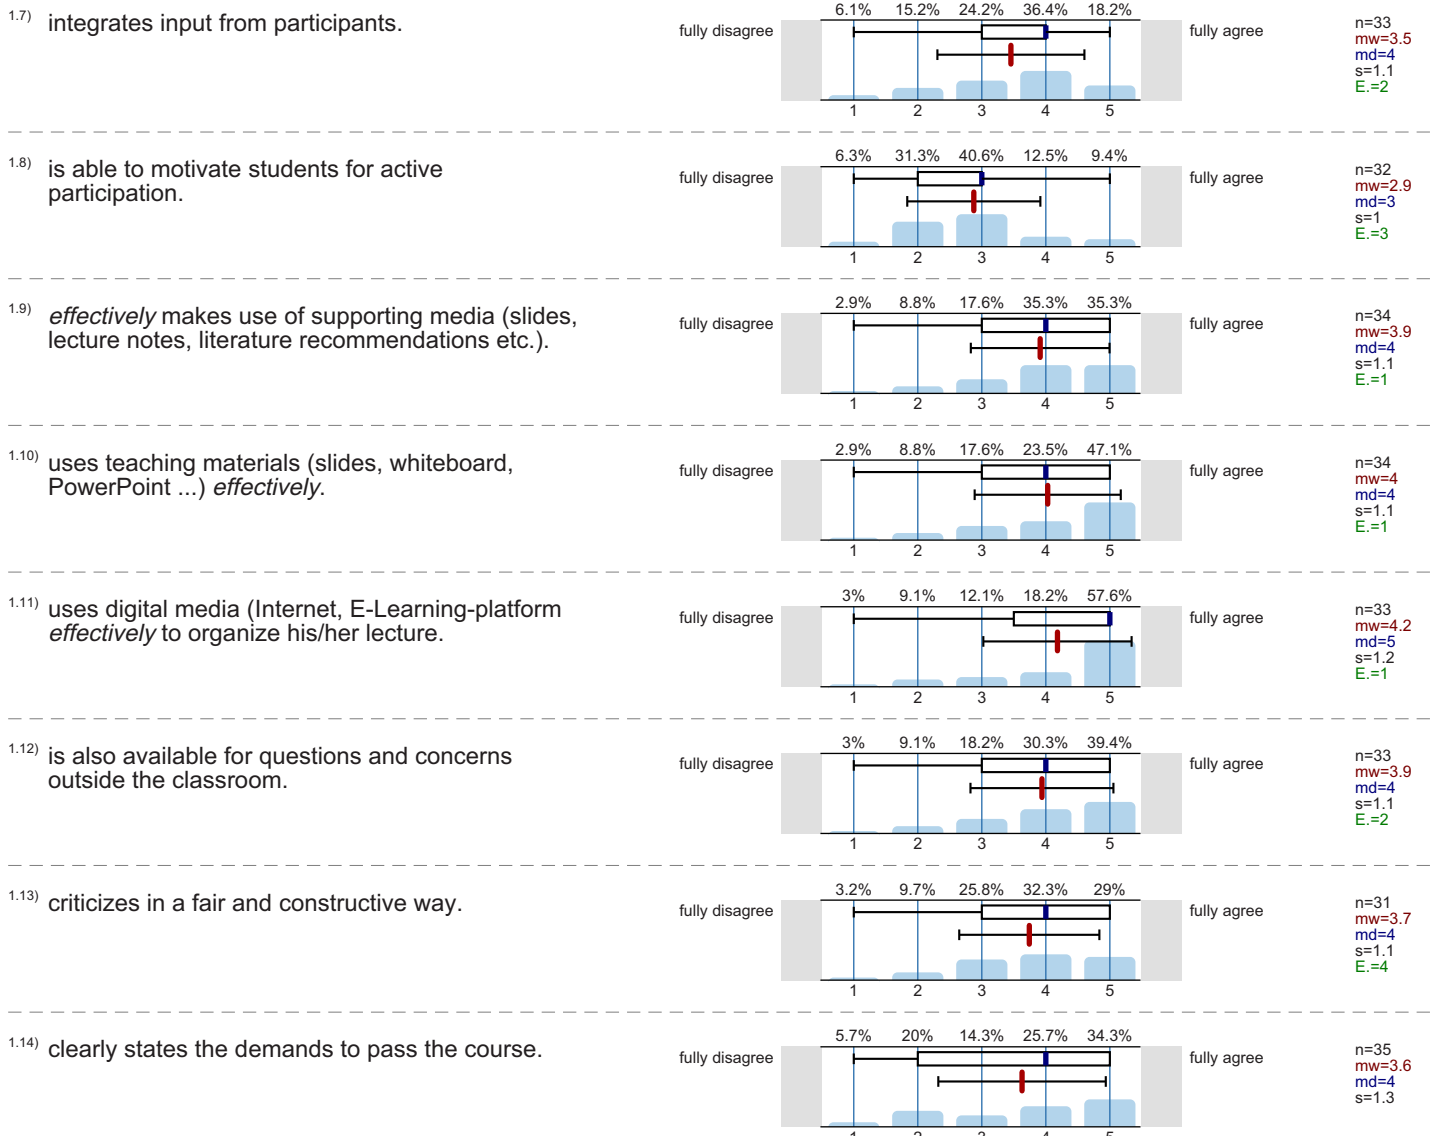 1.7) integrates input from participants.
6.1% 15.2% 24.2% 36.4% 18.2%
fully disagree fully agree
1 2 3 4 5
n=33
mw=3.5
md=4
s=1.1
E.=2
1.8) is able to motivate students for active
participation.
6.3% 31.3% 40.6% 12.5% 9.4%
fully disagree fully agree
1 2 3 4 5
n=32
mw=2.9
md=3
s=1
E.=3
1.9) effectively makes use of supporting media (slides,
lecture notes, literature recommendations etc.).
2.9% 8.8% 17.6% 35.3% 35.3%
fully disagree fully agree
1 2 3 4 5
n=34
mw=3.9
md=4
s=1.1
E.=1
1.10) uses teaching materials (slides, whiteboard,
PowerPoint ...) effectively.
2.9% 8.8% 17.6% 23.5% 47.1%
fully disagree fully agree
1 2 3 4 5
n=34
mw=4
md=4
s=1.1
E.=1
1.11) uses digital media (Internet, E-Learning-platform
effectively to organize his/her lecture.
3% 9.1% 12.1% 18.2% 57.6%
fully disagree fully agree
1 2 3 4 5
n=33
mw=4.2
md=5
s=1.2
E.=1
1.12) is also available for questions and concerns
outside the classroom.
3% 9.1% 18.2% 30.3% 39.4%
fully disagree fully agree
1 2 3 4 5
n=33
mw=3.9
md=4
s=1.1
E.=2
1.13) criticizes in a fair and constructive way.
3.2% 9.7% 25.8% 32.3% 29%
fully disagree fully agree
1 2 3 4 5
n=31
mw=3.7
md=4
s=1.1
E.=4
1.14) clearly states the demands to pass the course.
5.7% 20% 14.3% 25.7% 34.3%
fully disagree fully agree
1 2 3 4 5
n=35
mw=3.6
md=4
s=1.3